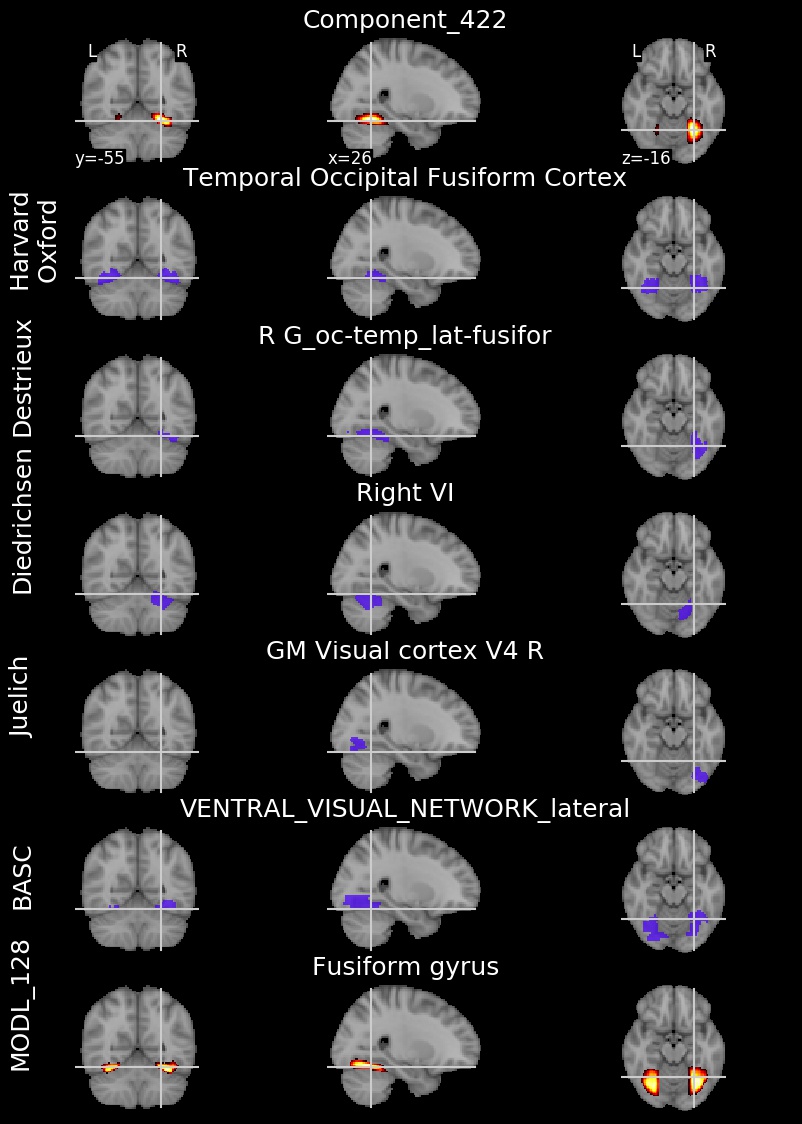 Component_422
L R
L R
y=-55
x=26
z=-16
Temporal Occipital Fusiform Cortex
Harvard
Oxford
R G_oc-temp_lat-fusifor
Destrieux
Right VI
Diedrichsen
GM Visual cortex V4 R
Juelich
VENTRAL_VISUAL_NETWORK_lateral
BASC
Fusiform gyrus
MODL_128